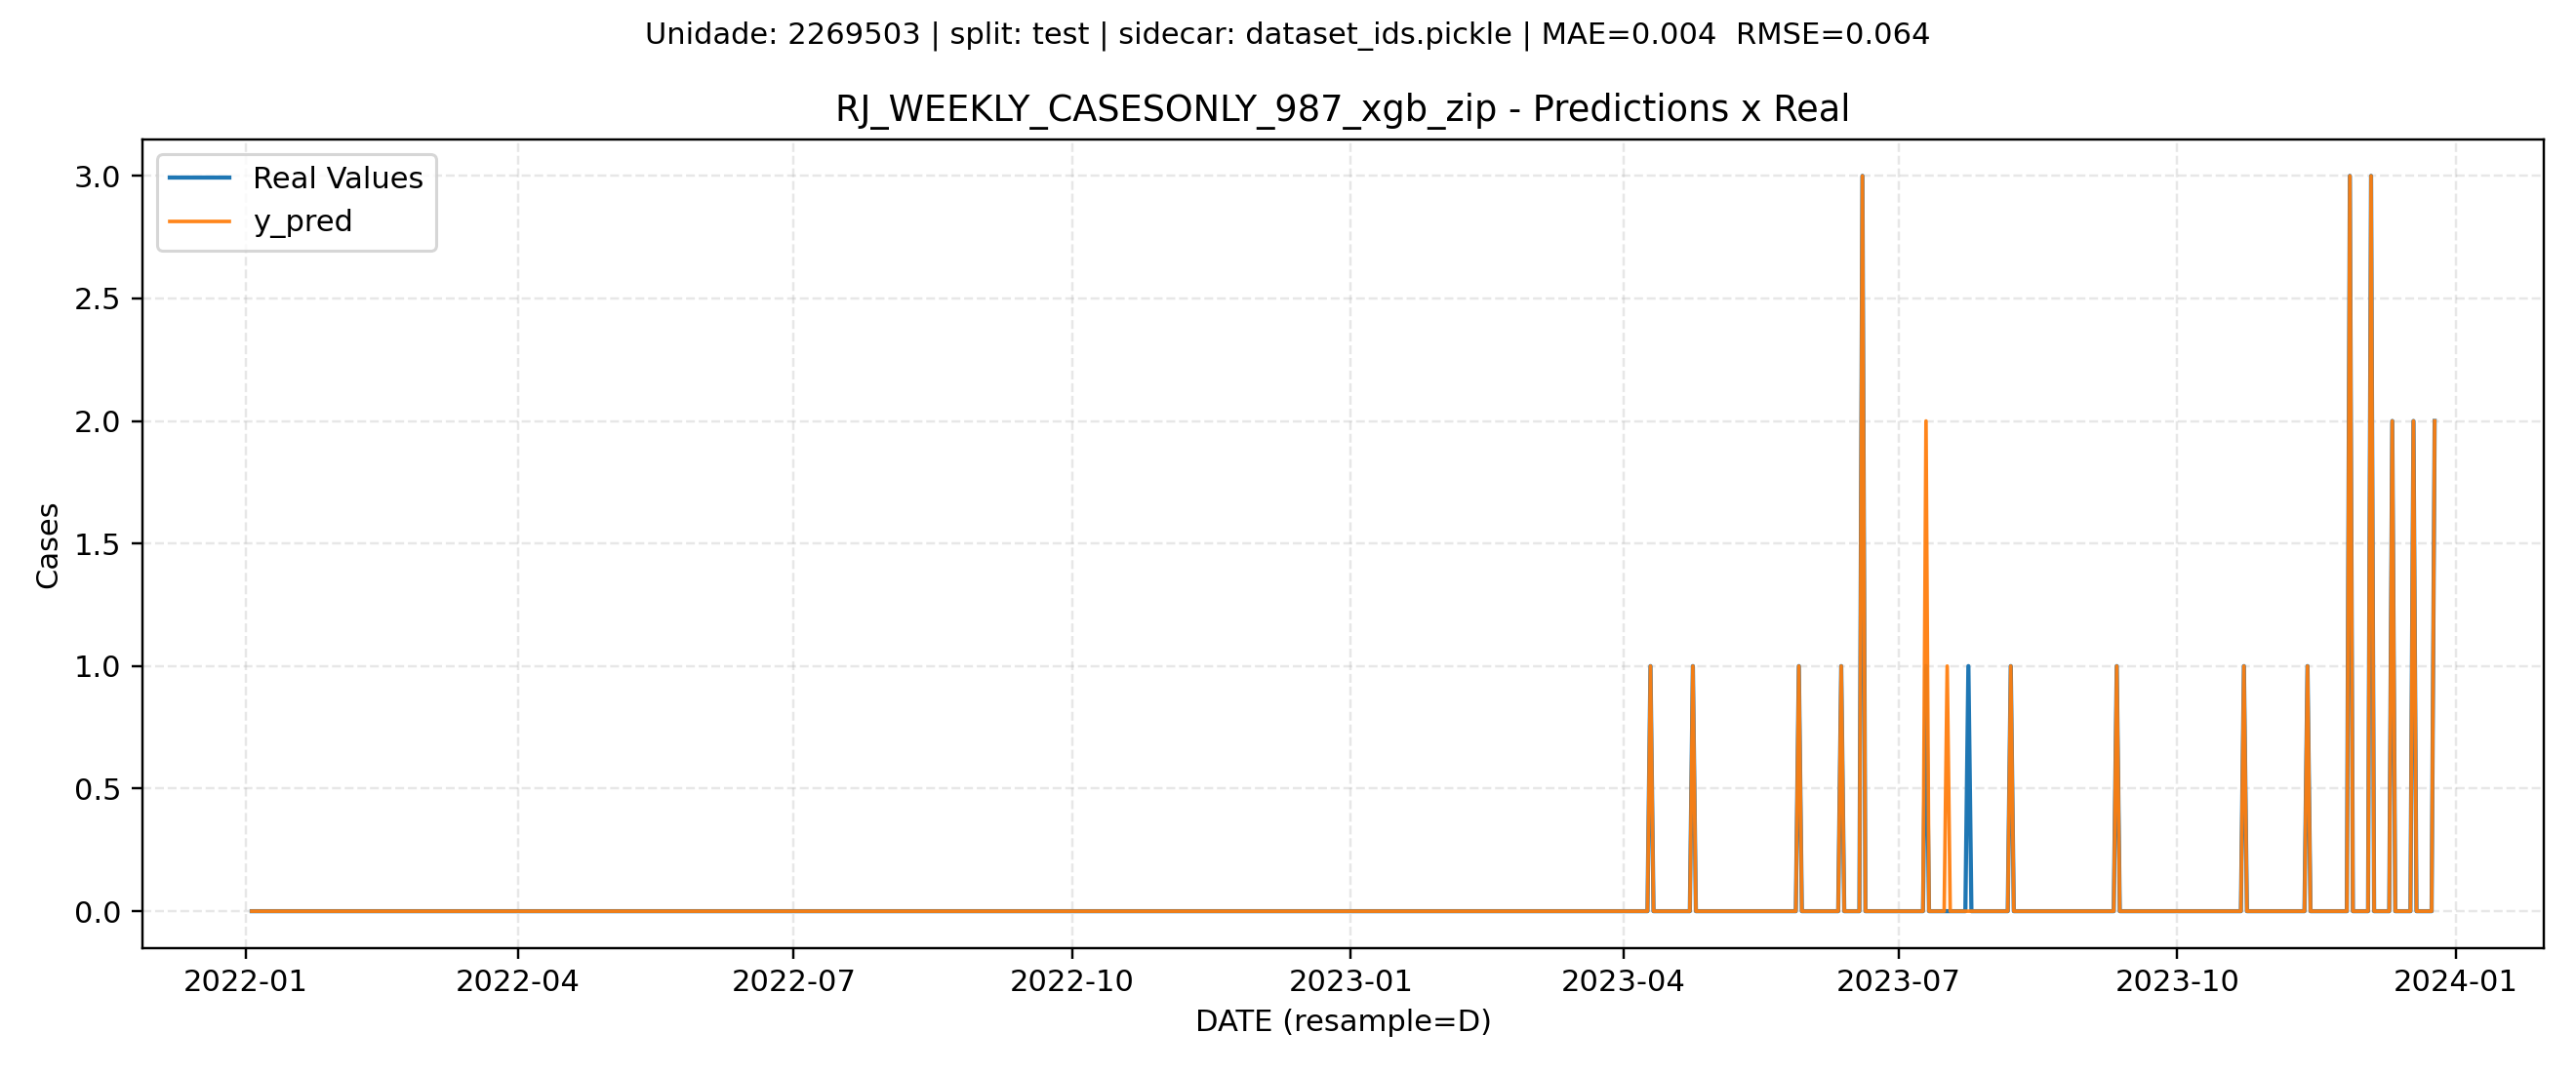 Unidade: 2269503 | split: test | sidecar: dataset_ids.pickle | MAE=0.004  RMSE=0.064
RJ_WEEKLY_CASESONLY_987_xgb_zip - Predictions x Real
Real Values
y_pred
3.0
2.5
2.0
1.5
1.0
0.5
0.0
Cases
2022-01 2022-04 2022-07 2022-10 2023-01 2023-04 2023-07 2023-10 2024-01
DATE (resample=D)